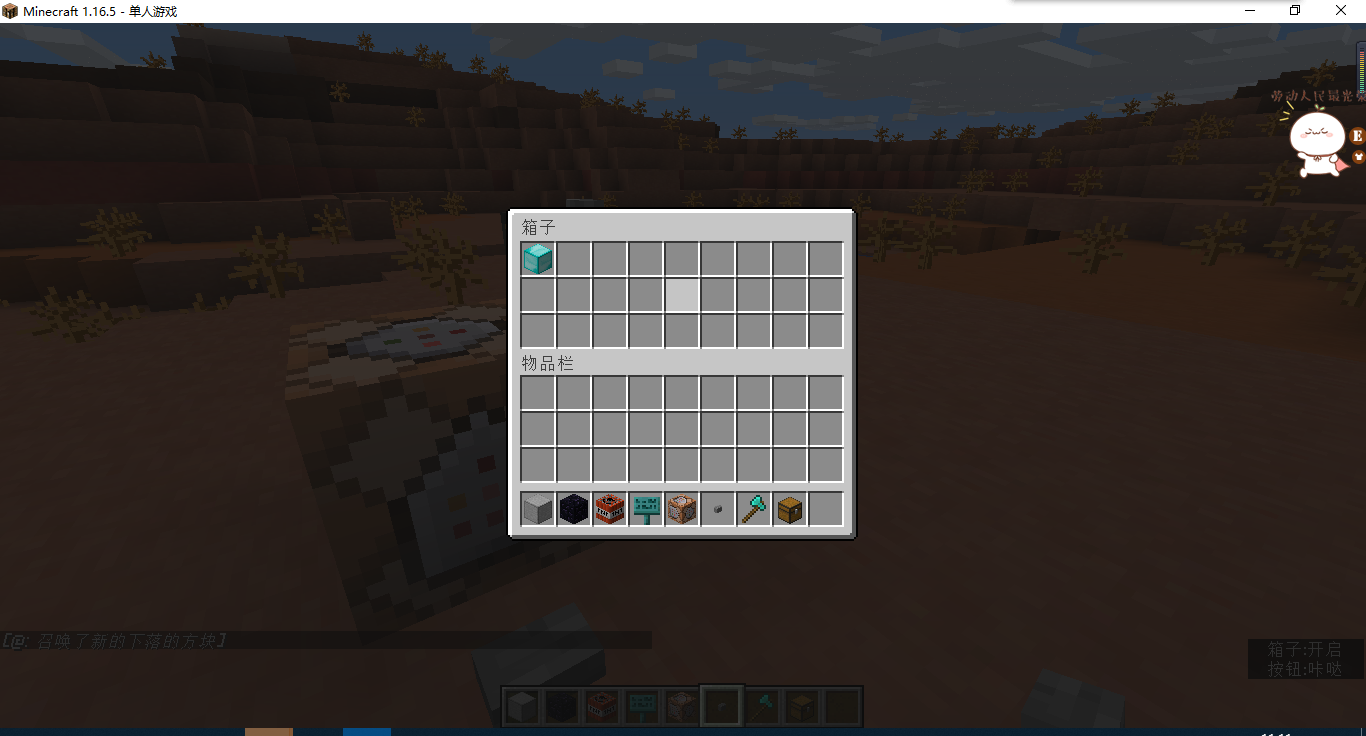 Minecraft 1.16.5 - 单人游戏
劳动人民最光荣
E
箱子
物品栏
[@: 召唤了新的下落的方块]
箱子:开启
按钮:咔哒